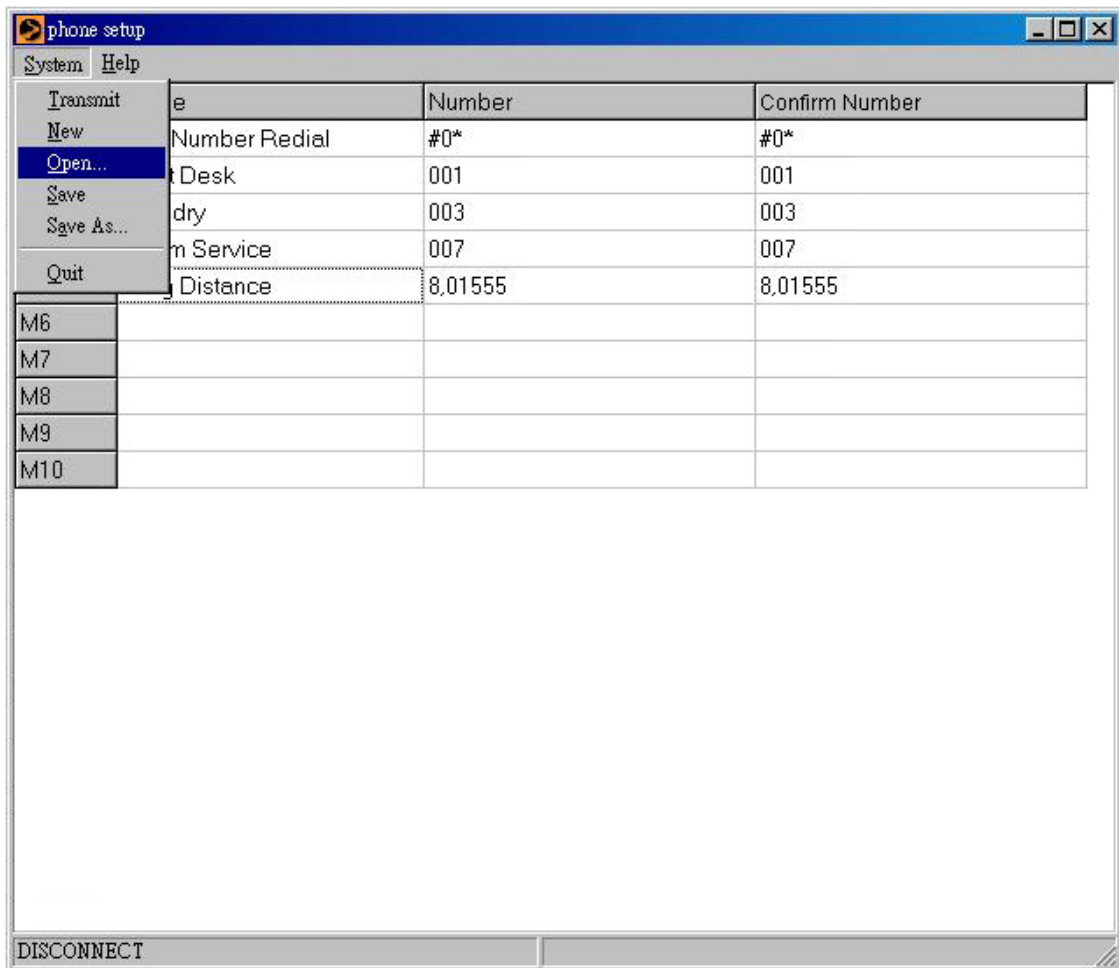 phone setup
System Help
Transmit
New
Open...
Save
Save As...
Quit
e Number Confirm Number
Number Redial #0* #0*
t Desk 001 001
dry 003 003
m Service 007 007
Distance 8,01555 8,01555
M6
M7
M8
M9
M10
DISCONNECT